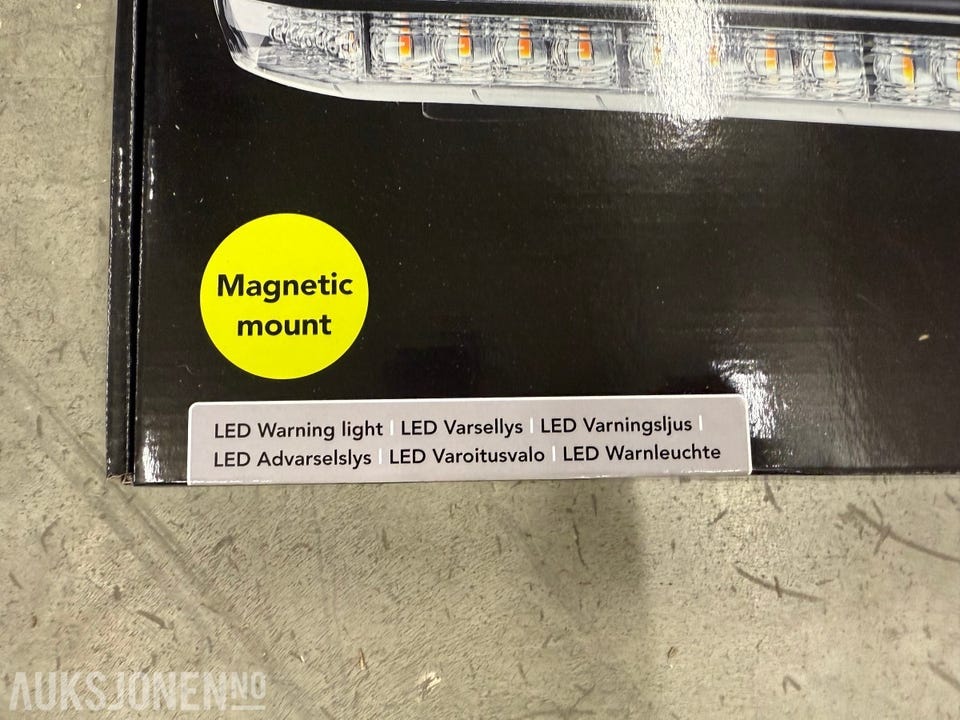 Magnetic
mount
LED Warning light | LED Varsellys | LED Varningsljus |
LED Advarselslys | LED Varoitusvalo | LED Warnleuchte
AUKSJONEN.NO